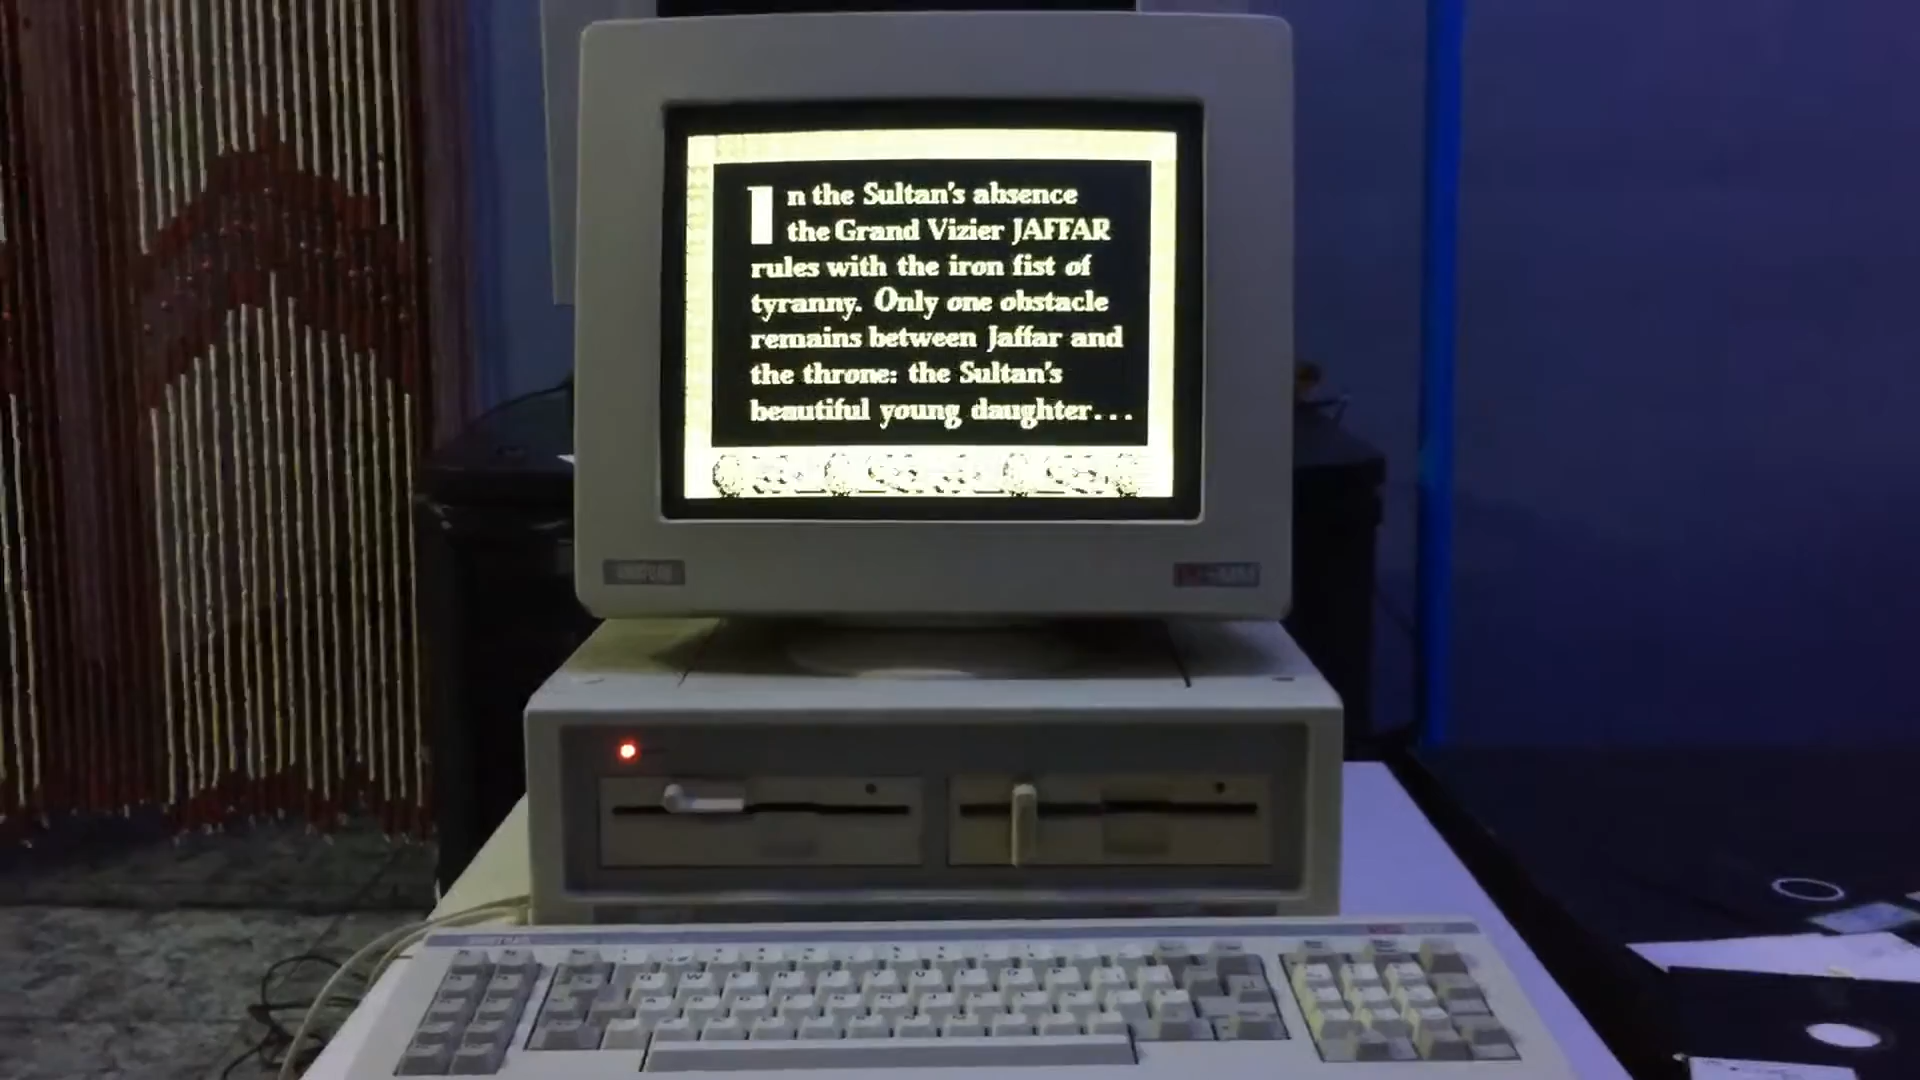 In the Sultan's absence
the Grand Vizier JAFFAR
rules with the iron fist of
tyranny. Only one obstacle
remains between Jaffar and
the throne: the Sultan's
beautiful young daughter...